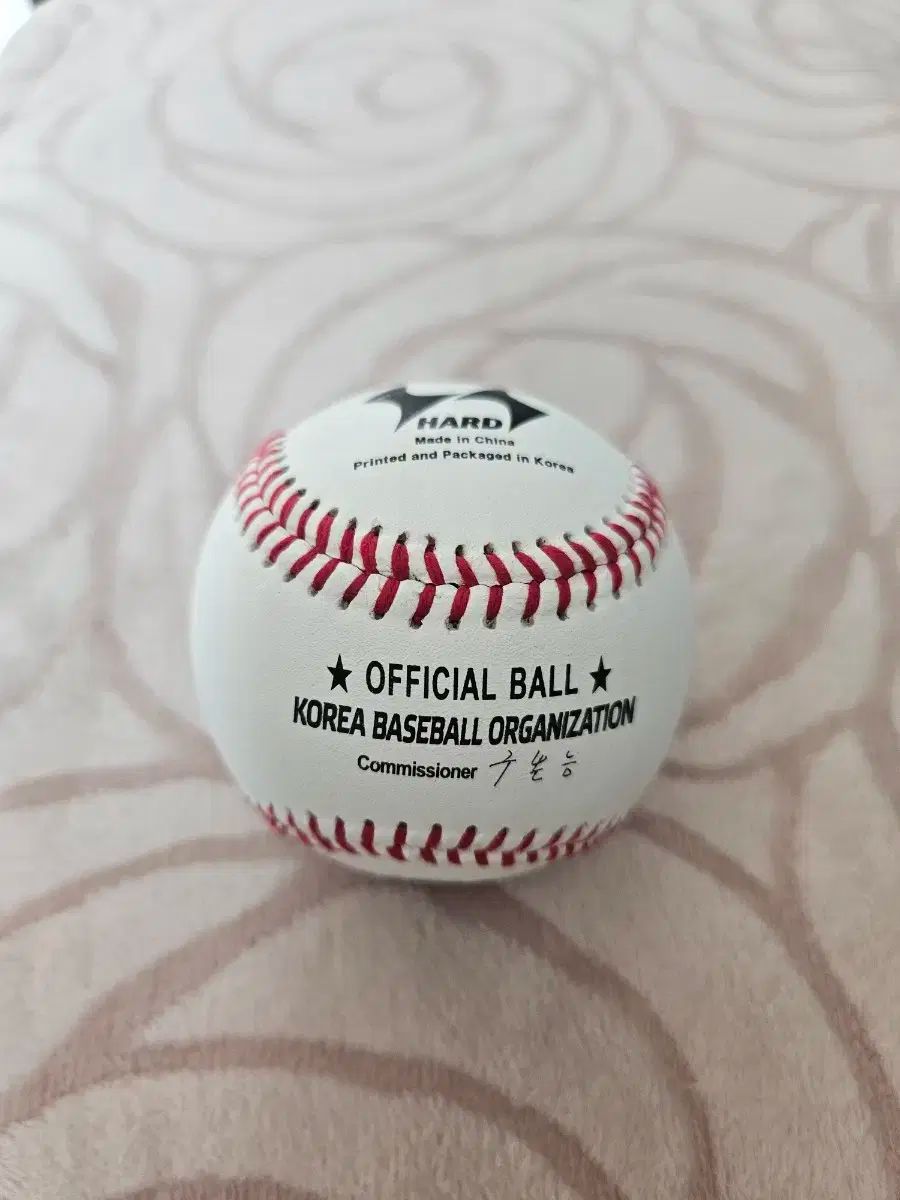 HARD
Made in China
Printed and Packaged in Korea
★ OFFICIAL BALL ★
KOREA BASEBALL ORGANIZATION
Commissioner 구본능